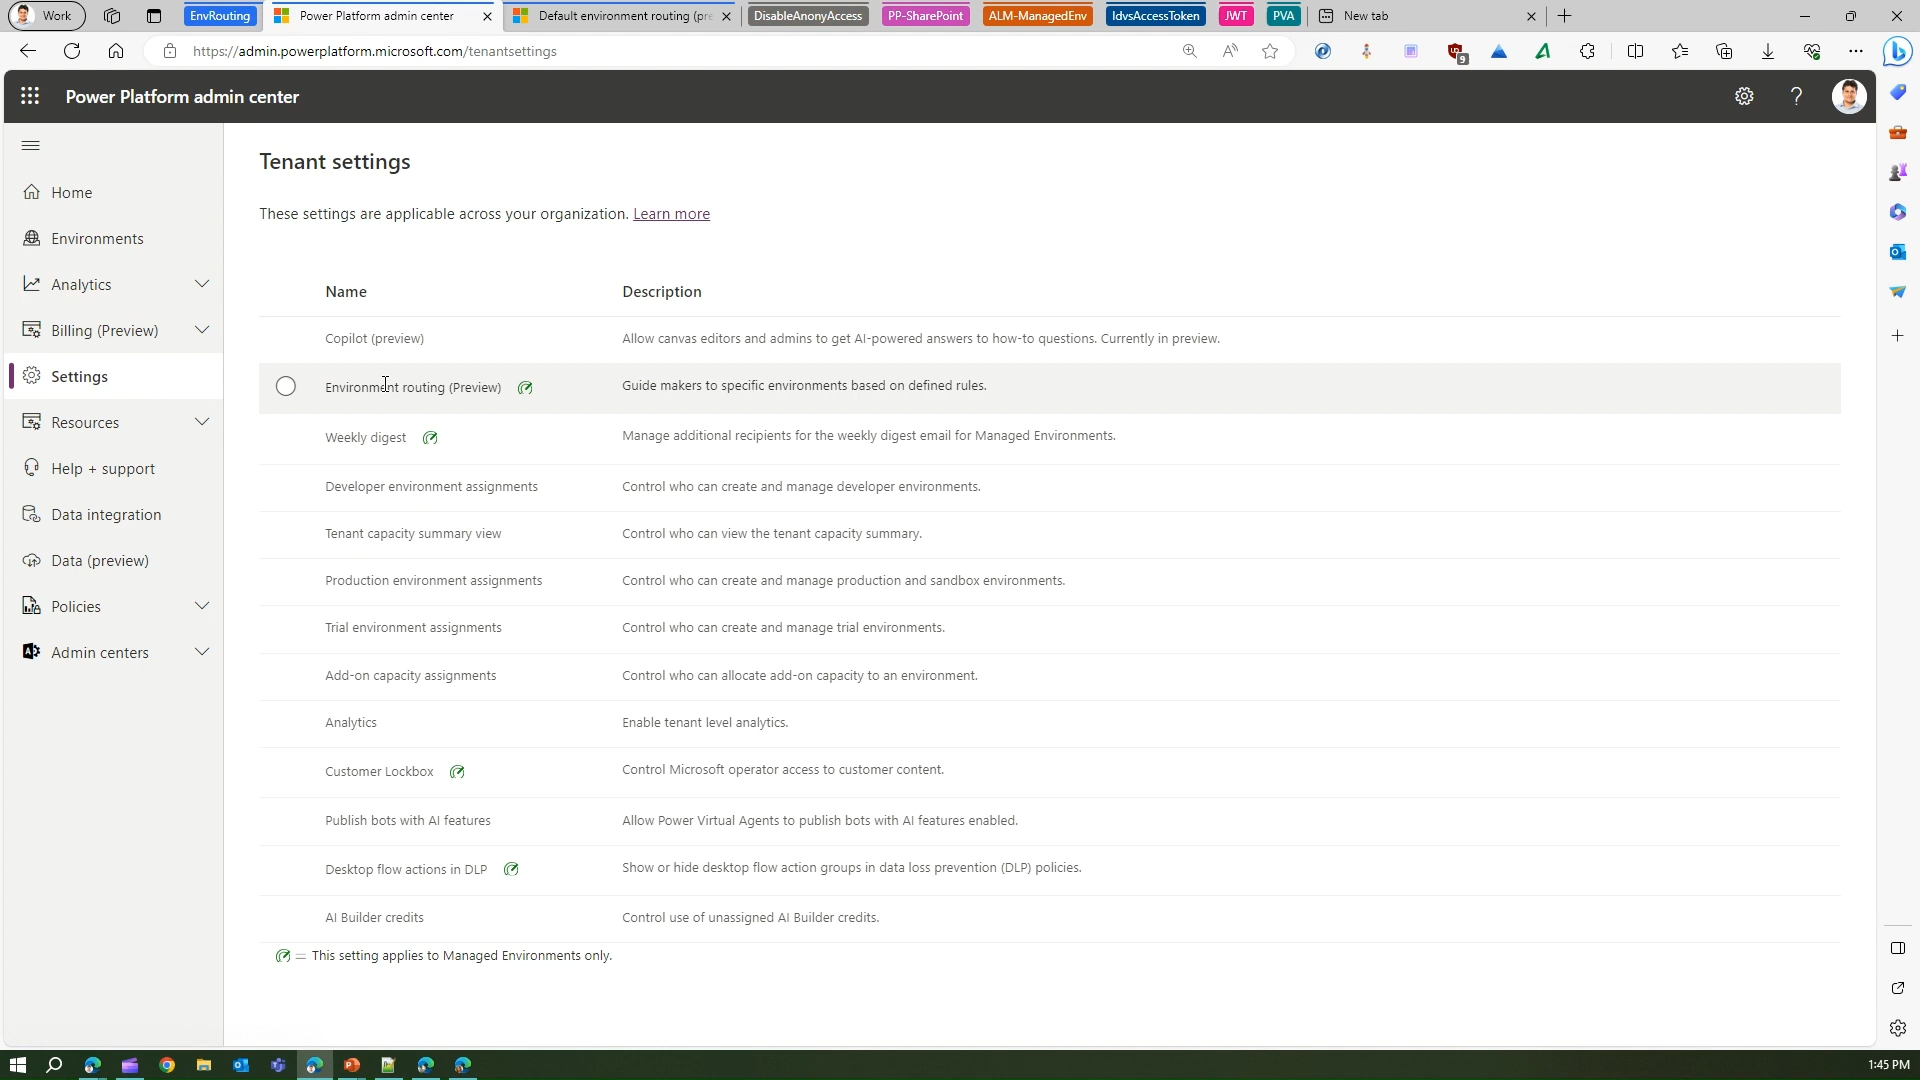 Work
EnvRouting
Power Platform admin center
Default environment routing (pre
DisableAnonyAccess
PP-SharePoint
ALM-ManagedEnv
IdvsAccessToken
JWT
PVA
New tab
https://admin.powerplatform.microsoft.com/tenantsettings
9
Power Platform admin center
Home
Environments
Analytics
Billing (Preview)
Settings
Resources
Help + support
Data integration
Data (preview)
Policies
Admin centers
Tenant settings
These settings are applicable across your organization. Learn more
Name Description
Copilot (preview) Allow canvas editors and admins to get AI-powered answers to how-to questions. Currently in preview.
Environment routing (Preview) Guide makers to specific environments based on defined rules.
Weekly digest Manage additional recipients for the weekly digest email for Managed Environments.
Developer environment assignments Control who can create and manage developer environments.
Tenant capacity summary view Control who can view the tenant capacity summary.
Production environment assignments Control who can create and manage production and sandbox environments.
Trial environment assignments Control who can create and manage trial environments.
Add-on capacity assignments Control who can allocate add-on capacity to an environment.
Analytics Enable tenant level analytics.
Customer Lockbox Control Microsoft operator access to customer content.
Publish bots with AI features Allow Power Virtual Agents to publish bots with AI features enabled.
Desktop flow actions in DLP Show or hide desktop flow action groups in data loss prevention (DLP) policies.
AI Builder credits Control use of unassigned AI Builder credits.
= This setting applies to Managed Environments only.
1:45 PM